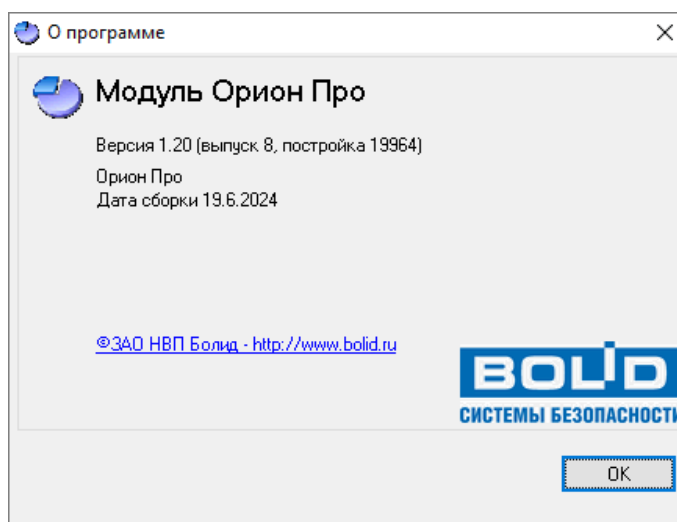 О программе
Модуль Орион Про
Версия 1.20 (выпуск 8, постройка 19964)
Орион Про
Дата сборки 19.6.2024
©ЗАО НВП Болид - http://www.bolid.ru
BOLID
СИСТЕМЫ БЕЗОПАСНОСТИ
OK